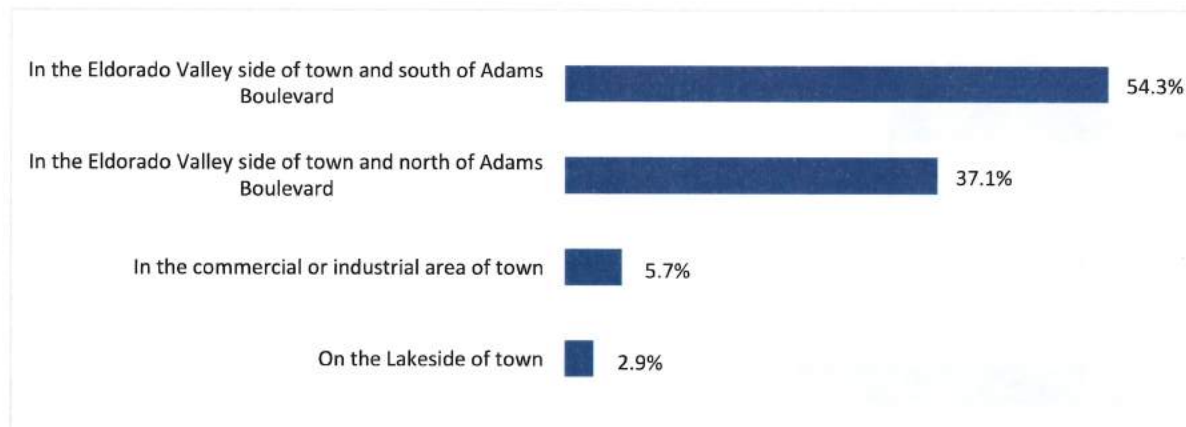 In the Eldorado Valley side of town and south of Adams
Boulevard
54.3%
In the Eldorado Valley side of town and north of Adams
Boulevard
37.1%
In the commercial or industrial area of town
5.7%
On the Lakeside of town
2.9%